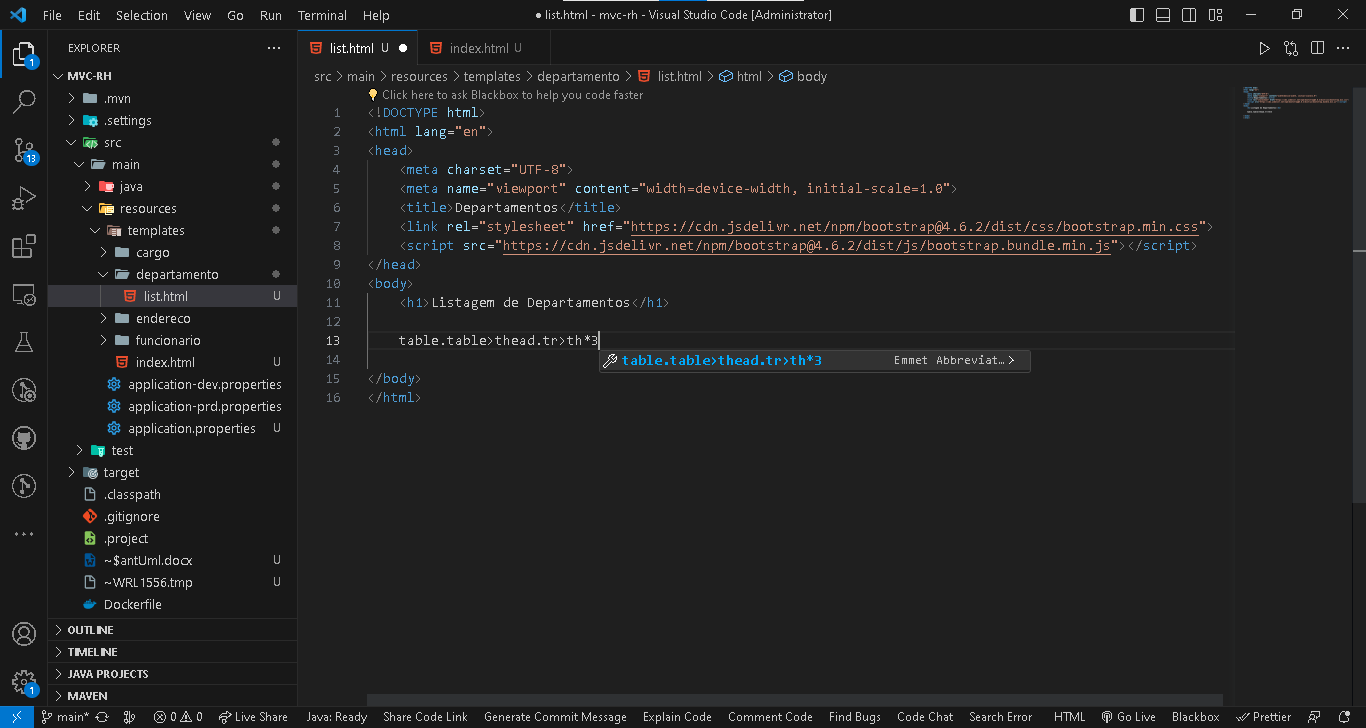 File Edit Selection View Go Run Terminal Help
● list.html - mvc-rh - Visual Studio Code [Administrator]
EXPLORER
MVC-RH
.mvn
.settings
src
main
java
resources
templates
cargo
departamento
list.html U
endereco
funcionario
index.html U
application-dev.properties
application-prd.properties
application.properties U
test
target
.classpath
.gitignore
.project
~$antUml.docx U
~WRL1556.tmp U
Dockerfile
OUTLINE
TIMELINE
JAVA PROJECTS
MAVEN
1
13
1
list.html U ●
index.html U
src > main > resources > templates > departamento > list.html > html > body
Click here to ask Blackbox to help you code faster
1 <!DOCTYPE html>
2 <html lang="en">
3 <head>
4 <meta charset="UTF-8">
5 <meta name="viewport" content="width=device-width, initial-scale=1.0">
6 <title>Departamentos</title>
7 <link rel="stylesheet" href="https://cdn.jsdelivr.net/npm/bootstrap@4.6.2/dist/css/bootstrap.min.css">
8 <script src="https://cdn.jsdelivr.net/npm/bootstrap@4.6.2/dist/js/bootstrap.bundle.min.js"></script>
9 </head>
10 <body>
11 <h1>Listagem de Departamentos</h1>
12
13 table.table>thead.tr>th*3
14
table.table>thead.tr>th*3 Emmet Abbreviat…
15 </body>
16 </html>
main* 0 0 Live Share Java: Ready Share Code Link Generate Commit Message Explain Code Comment Code Find Bugs Code Chat Search Error HTML Go Live Blackbox Prettier